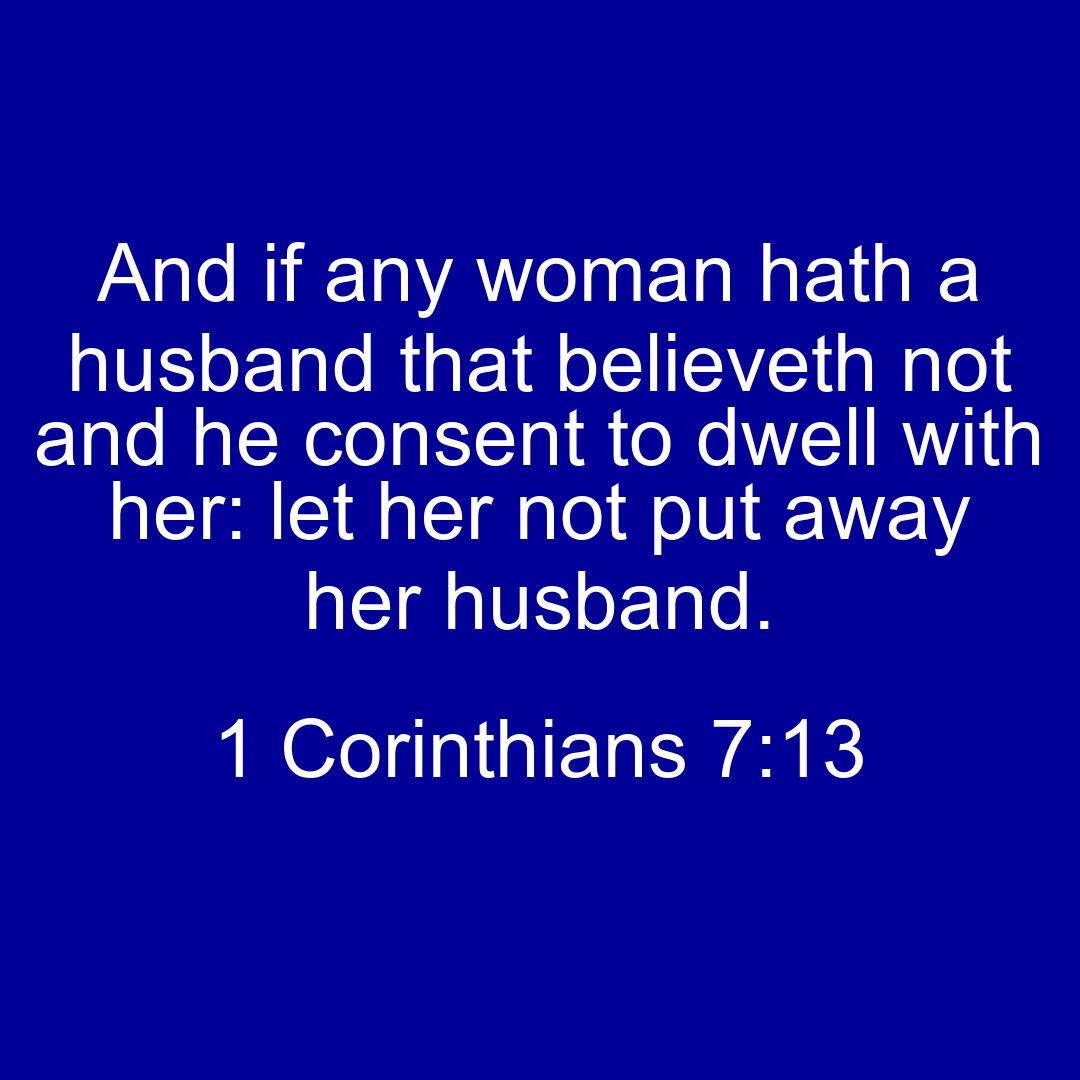 And if any woman hath a
husband that believeth not
and he consent to dwell with
her: let her not put away
her husband.
1 Corinthians 7:13